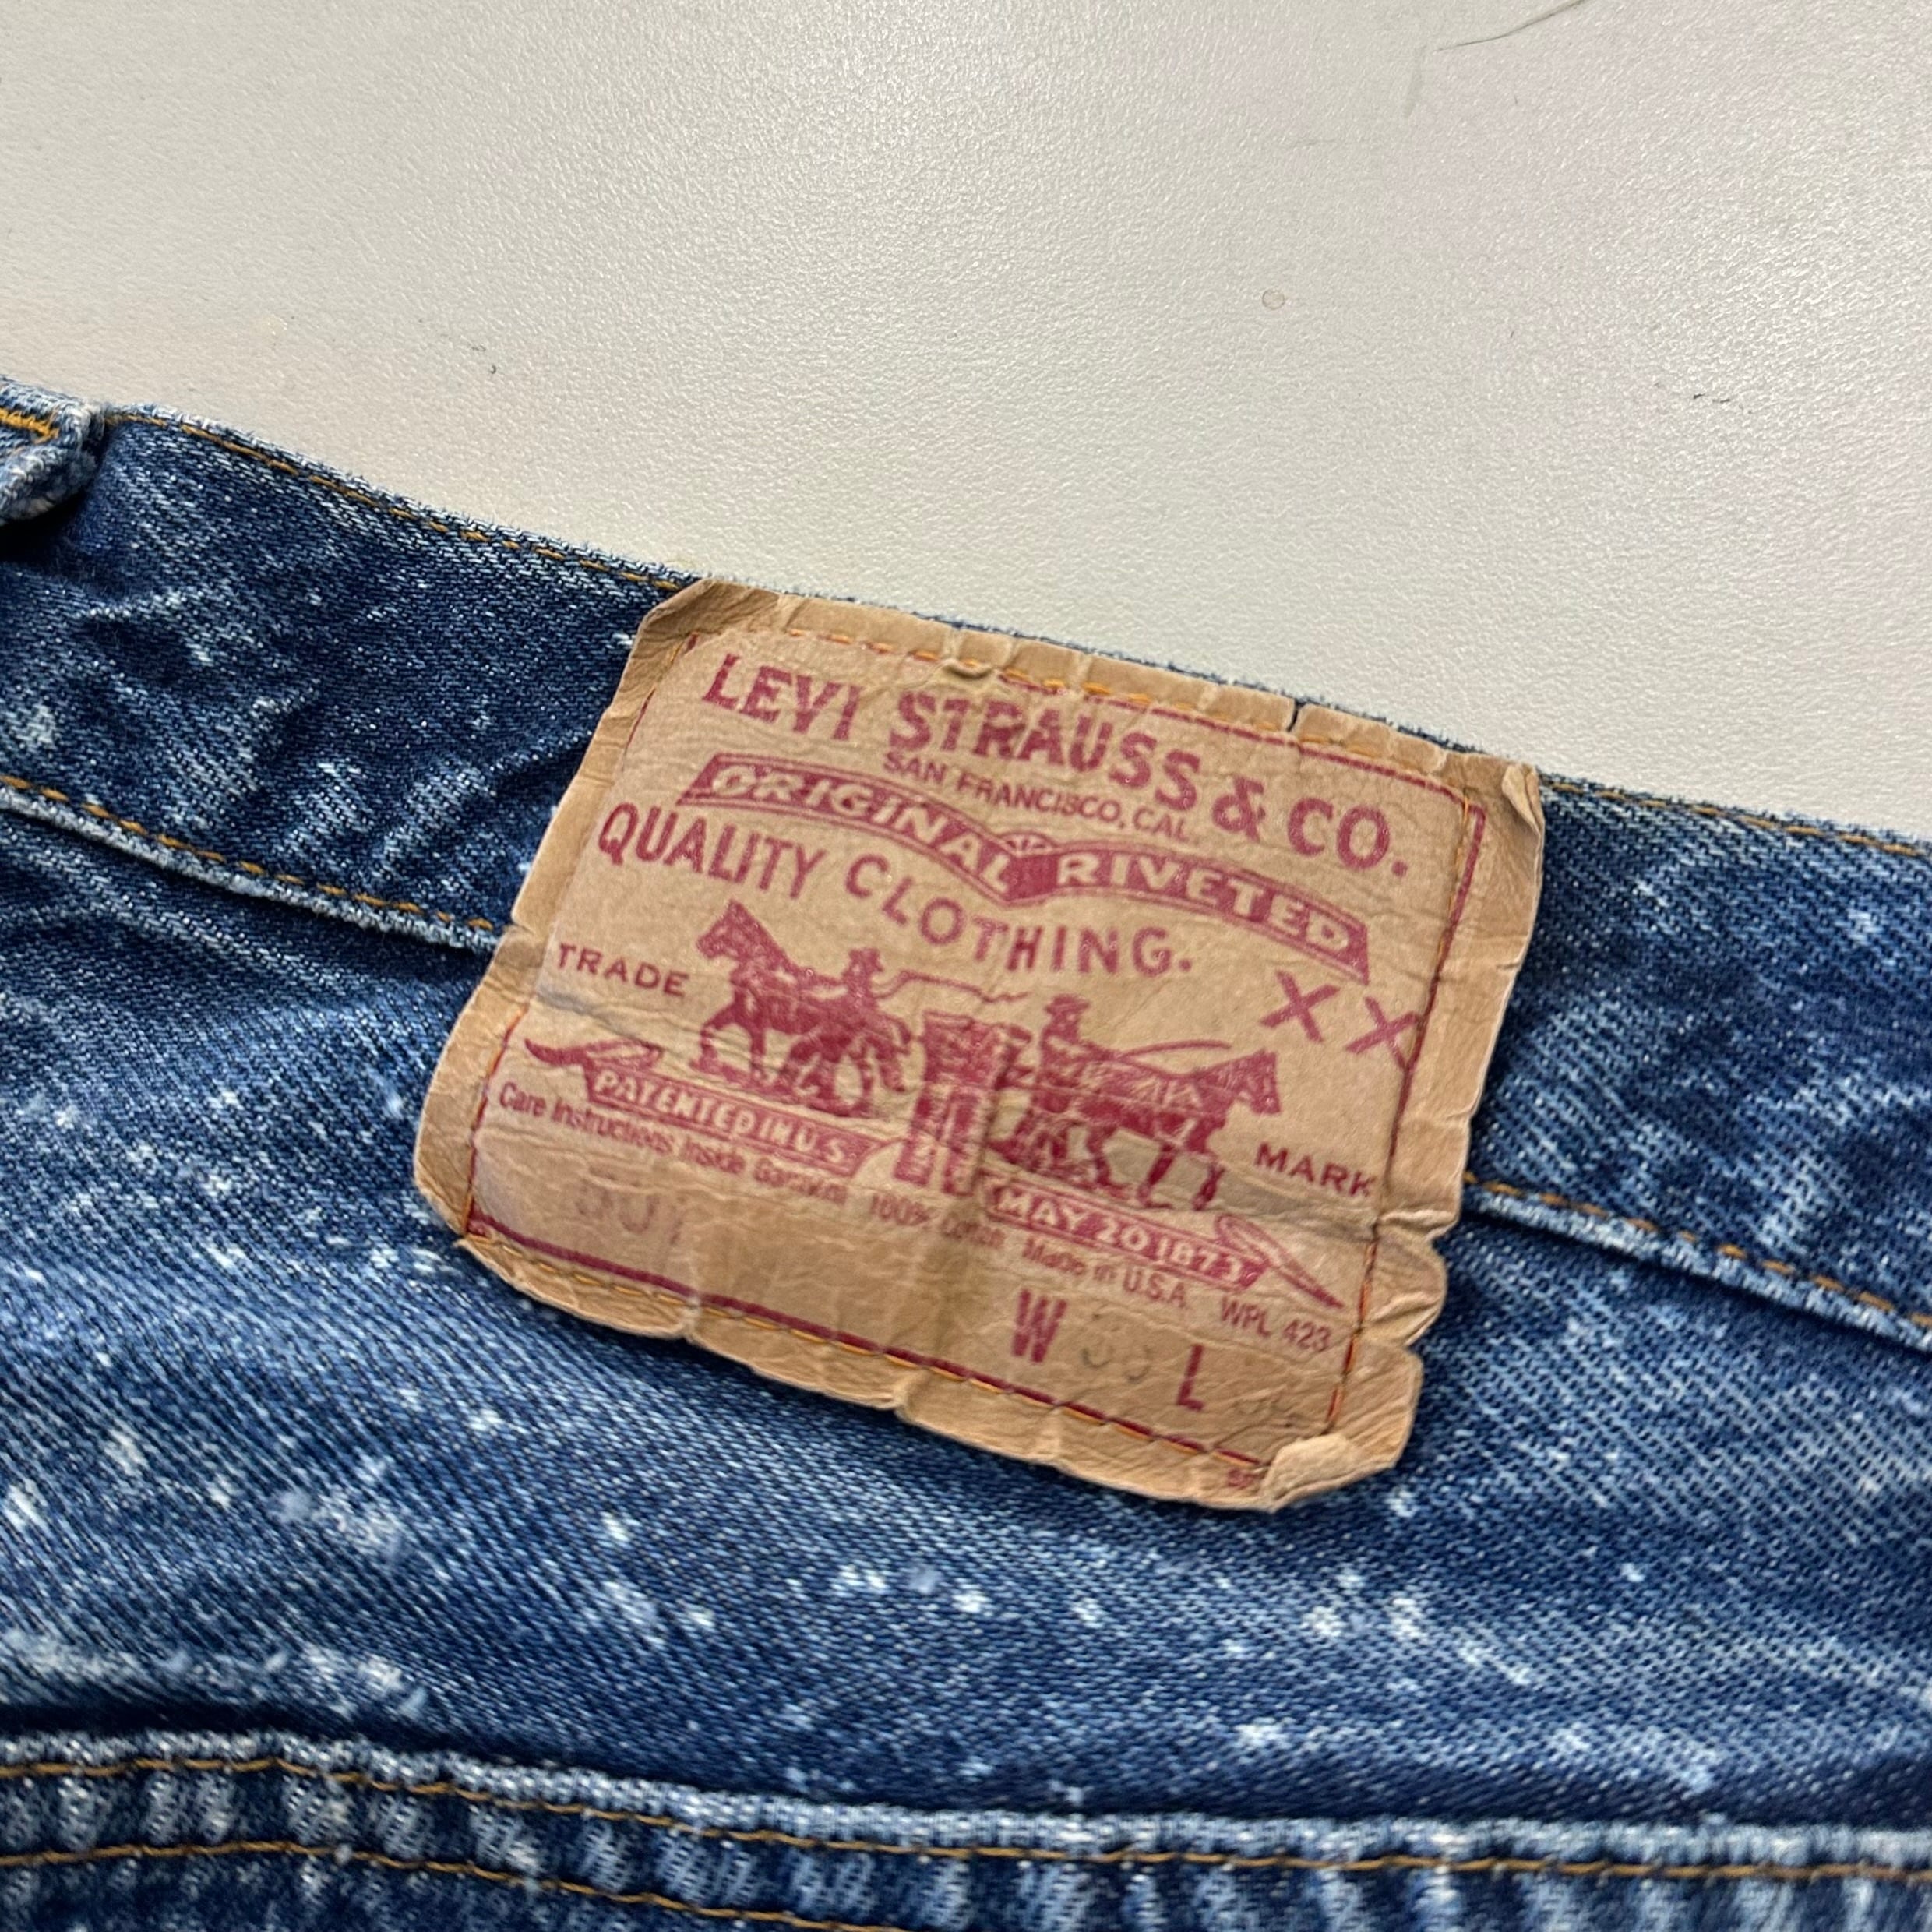 LEVI STRAUSS & CO.
SAN FRANCISCO, CAL.
ORIGINAL RIVETED
QUALITY CLOTHING.
TRADE
XX
MARK
PATENTED IN U.S
MAY 20 1873
Care Instructions Inside Garment 100% Cotton Made in U.S.A. WPL 423
501
W L